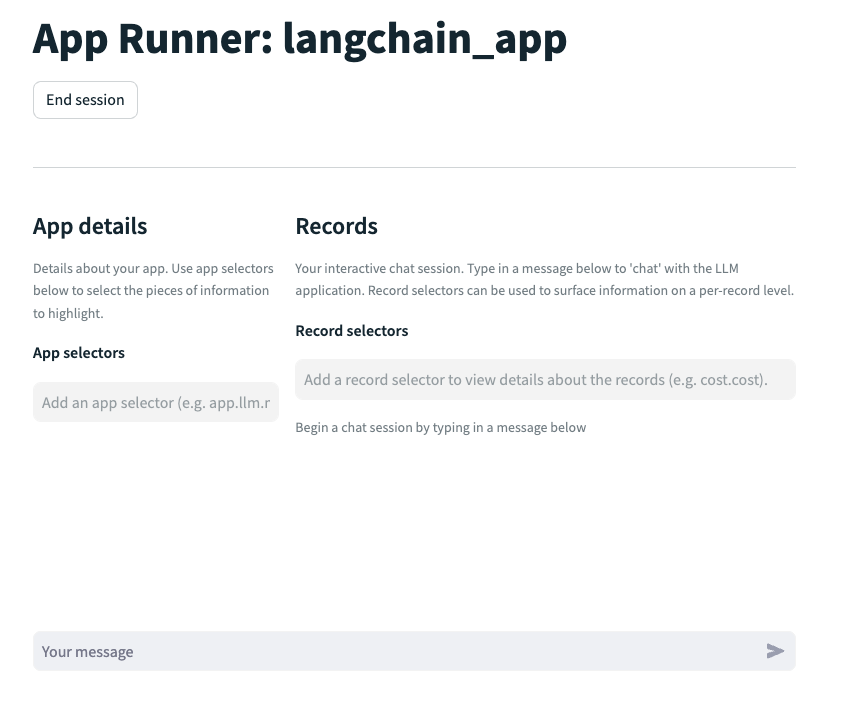 App Runner: langchain_app
End session
App details
Details about your app. Use app selectors
below to select the pieces of information
to highlight.
App selectors
Add an app selector (e.g. app.llm.r
Records
Your interactive chat session. Type in a message below to 'chat' with the LLM
application. Record selectors can be used to surface information on a per-record level.
Record selectors
Add a record selector to view details about the records (e.g. cost.cost).
Begin a chat session by typing in a message below
Your message